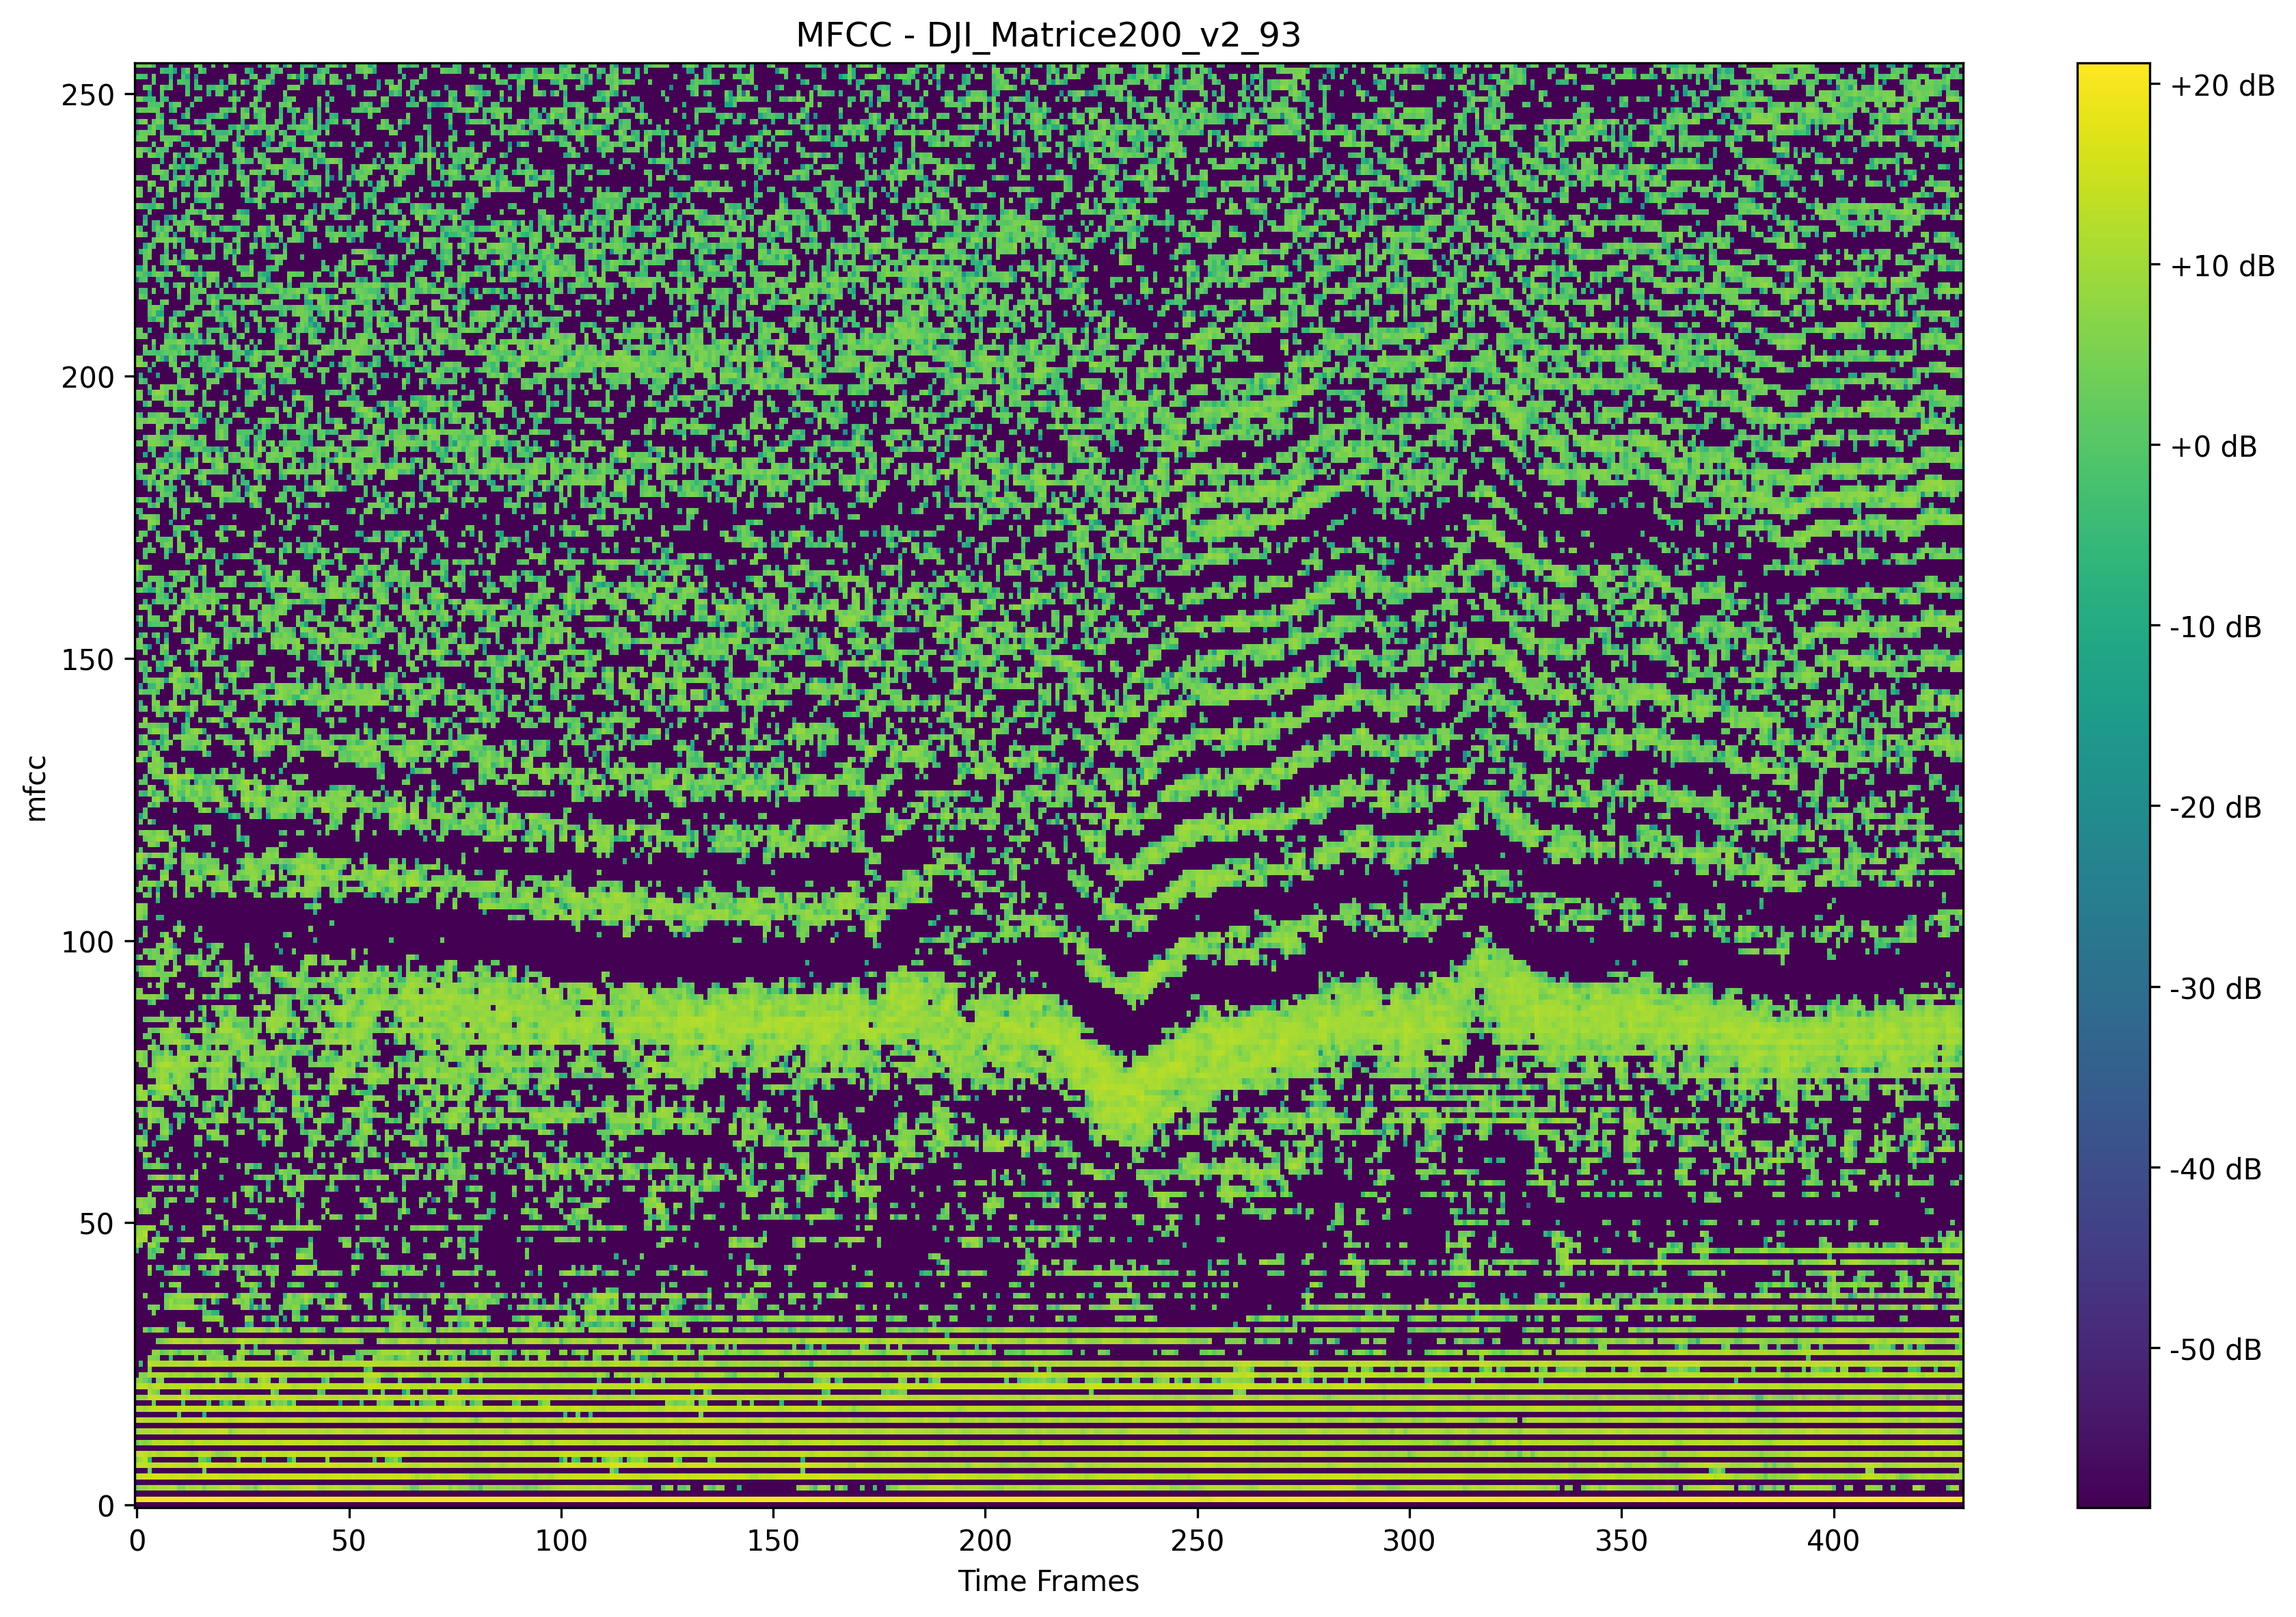 MFCC - DJI_Matrice200_v2_93
250
200
150
100
50
0
mfcc
0
50
100
150
200
250
300
350
400
Time Frames
+20 dB
+10 dB
+0 dB
-10 dB
-20 dB
-30 dB
-40 dB
-50 dB